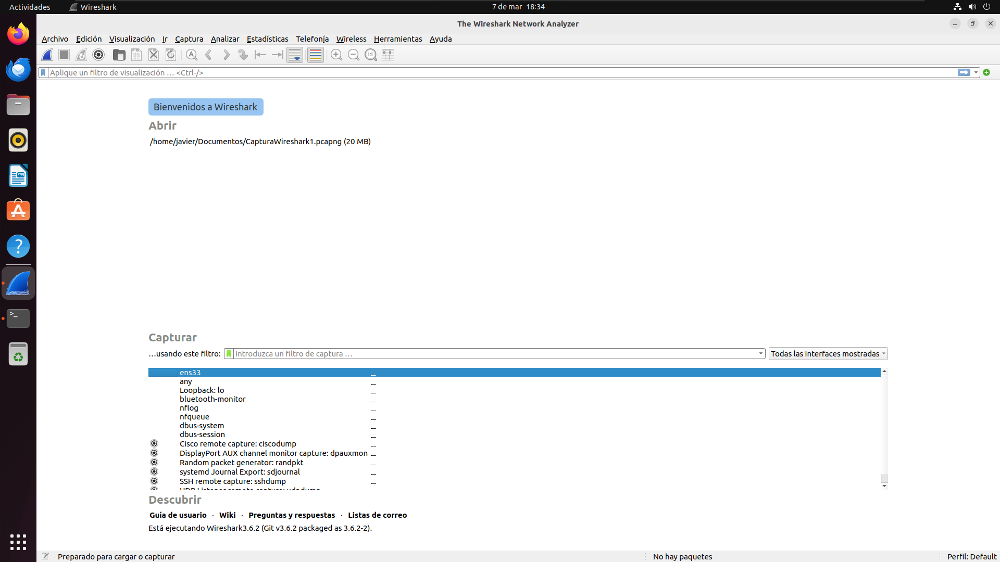 Actividades
Wireshark
7 de mar 18:34
The Wireshark Network Analyzer
Archivo Edición Visualización Ir Captura Analizar Estadísticas Telefonía Wireless Herramientas Ayuda
Aplique un filtro de visualización … <Ctrl-/>
Bienvenidos a Wireshark
Abrir
/home/javier/Documentos/CapturaWireshark1.pcapng (20 MB)
Capturar
…usando este filtro:
Introduzca un filtro de captura …
Todas las interfaces mostradas
ens33
any
Loopback: lo
bluetooth-monitor
nflog
nfqueue
dbus-system
dbus-session
Cisco remote capture: ciscodump
DisplayPort AUX channel monitor capture: dpauxmon
Random packet generator: randpkt
systemd Journal Export: sdjournal
SSH remote capture: sshdump
UDP Listener remote capture: udpdump
Descubrir
Guía de usuario · Wiki · Preguntas y respuestas · Listas de correo
Está ejecutando Wireshark3.6.2 (Git v3.6.2 packaged as 3.6.2-2).
Preparado para cargar o capturar
No hay paquetes
Perfil: Default